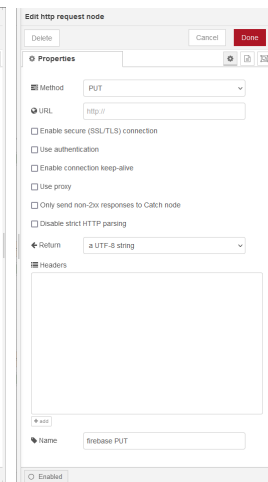 Edit http request node
Delete
Cancel
Done
Properties
Method
PUT
URL
http://
Enable secure (SSL/TLS) connection
Use authentication
Enable connection keep-alive
Use proxy
Only send non-2xx responses to Catch node
Disable strict HTTP parsing
Return
a UTF-8 string
Headers
add
Name
firebase PUT
Enabled